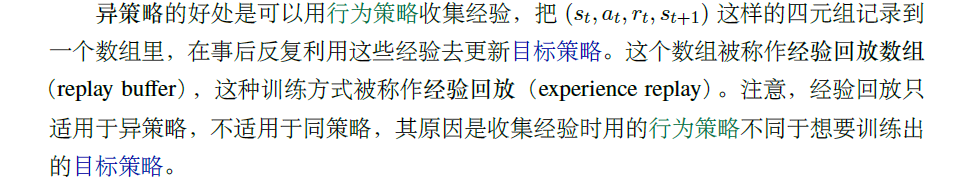 异策略的好处是可以用行为策略收集经验，把 (sₜ, aₜ, rₜ, sₜ₊₁) 这样的四元组记录到
一个数组里，在事后反复利用这些经验去更新目标策略。这个数组被称作经验回放数组
（replay buffer），这种训练方式被称作经验回放（experience replay）。注意，经验回放只
适用于异策略，不适用于同策略，其原因是收集经验时用的行为策略不同于想要训练出
的目标策略。